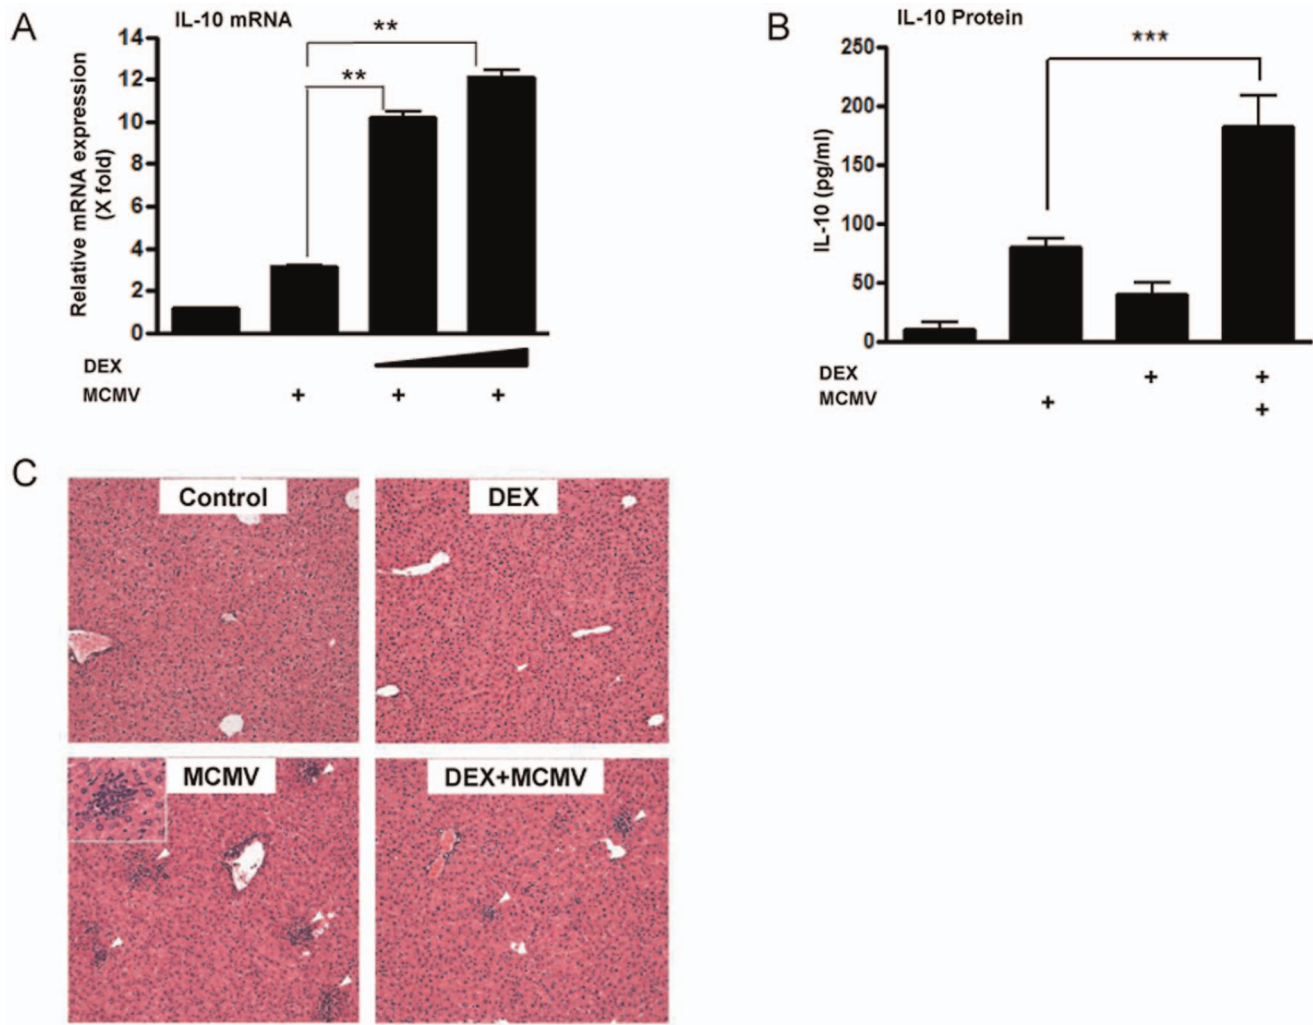 A
IL-10 mRNA
Relative mRNA expression
(X fold)
14
12
10
8
6
4
2
0
**
**
DEX
MCMV + + +
B
IL-10 Protein
IL-10 (pg/ml)
250
200
150
100
50
0
***
DEX + +
MCMV + +
C
Control
DEX
MCMV
DEX+MCMV